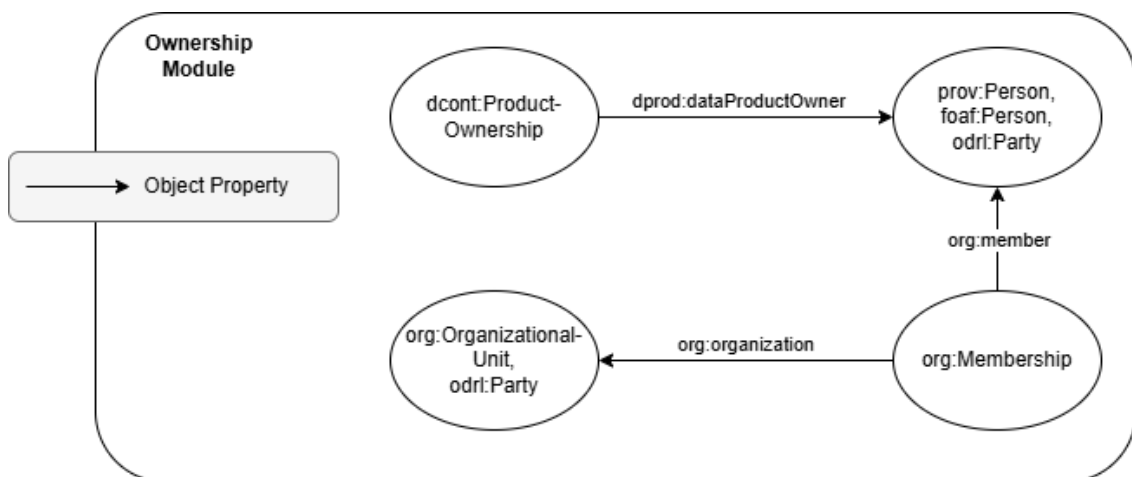 Ownership
Module
dcont:Product-
Ownership
dprod:dataProductOwner
prov:Person,
foaf:Person,
odrl:Party
Object Property
org:member
org:Organizational-
Unit,
odrl:Party
org:organization
org:Membership